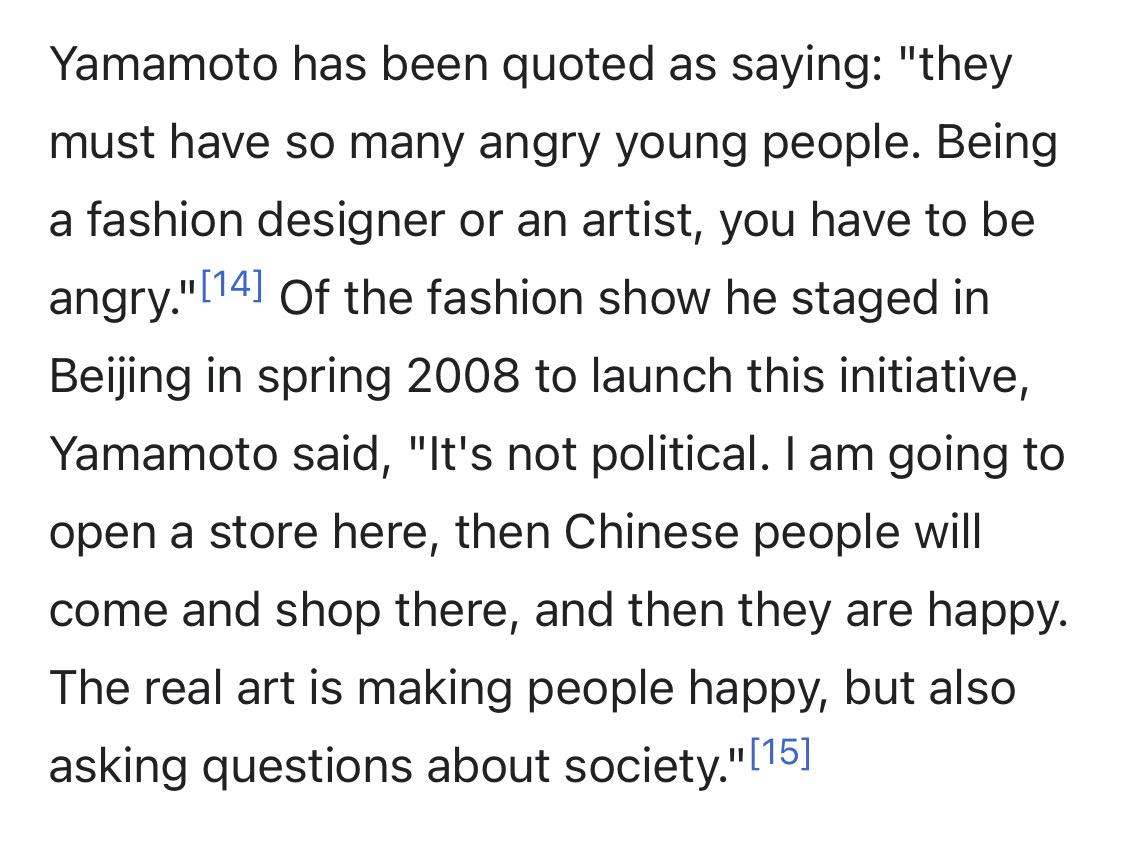 Yamamoto has been quoted as saying: "they
must have so many angry young people. Being
a fashion designer or an artist, you have to be
angry."[14] Of the fashion show he staged in
Beijing in spring 2008 to launch this initiative,
Yamamoto said, "It's not political. I am going to
open a store here, then Chinese people will
come and shop there, and then they are happy.
The real art is making people happy, but also
asking questions about society."[15]